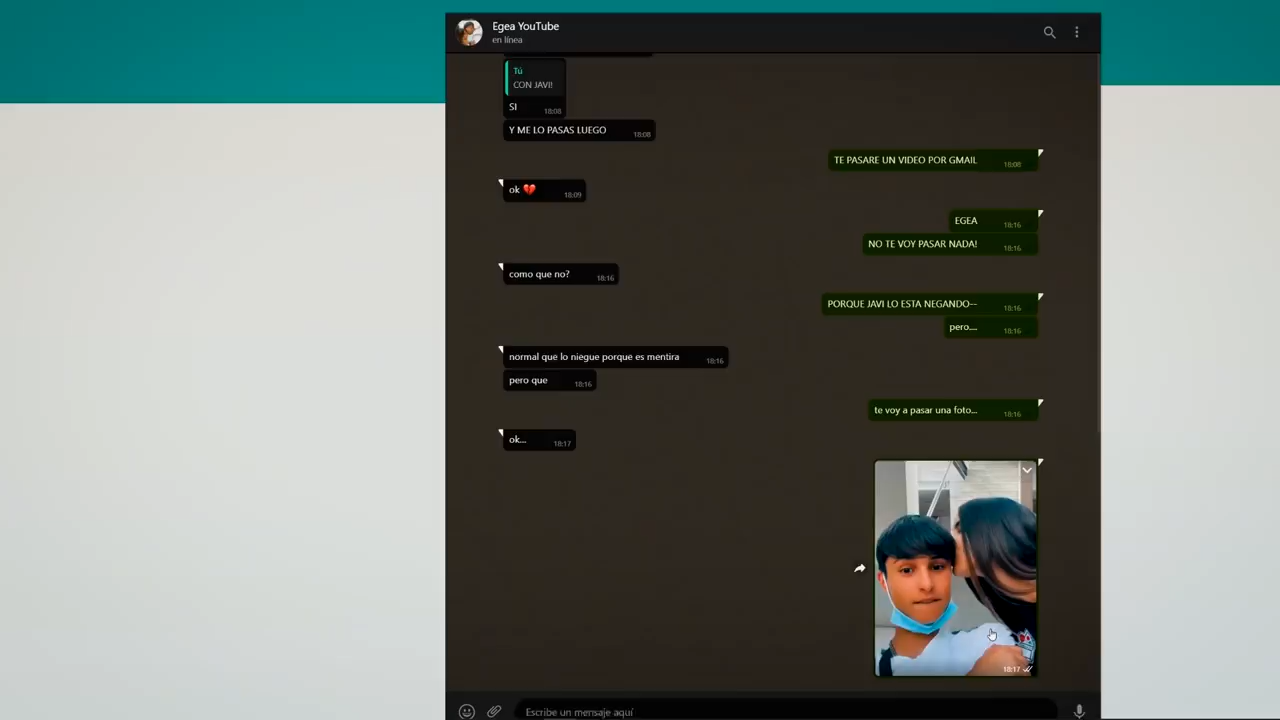 Egea YouTube
en línea
Tú
CON JAVI!
SI
18:08
Y ME LO PASAS LUEGO
18:08
TE PASARE UN VIDEO POR GMAIL
18:08
ok
18:09
EGEA
18:16
NO TE VOY PASAR NADA!
18:16
como que no?
18:16
PORQUE JAVI LO ESTA NEGANDO--
18:16
pero....
18:16
normal que lo niegue porque es mentira
18:16
pero que
18:16
te voy a pasar una foto...
18:16
ok...
18:17
18:17
Escribe un mensaje aquí